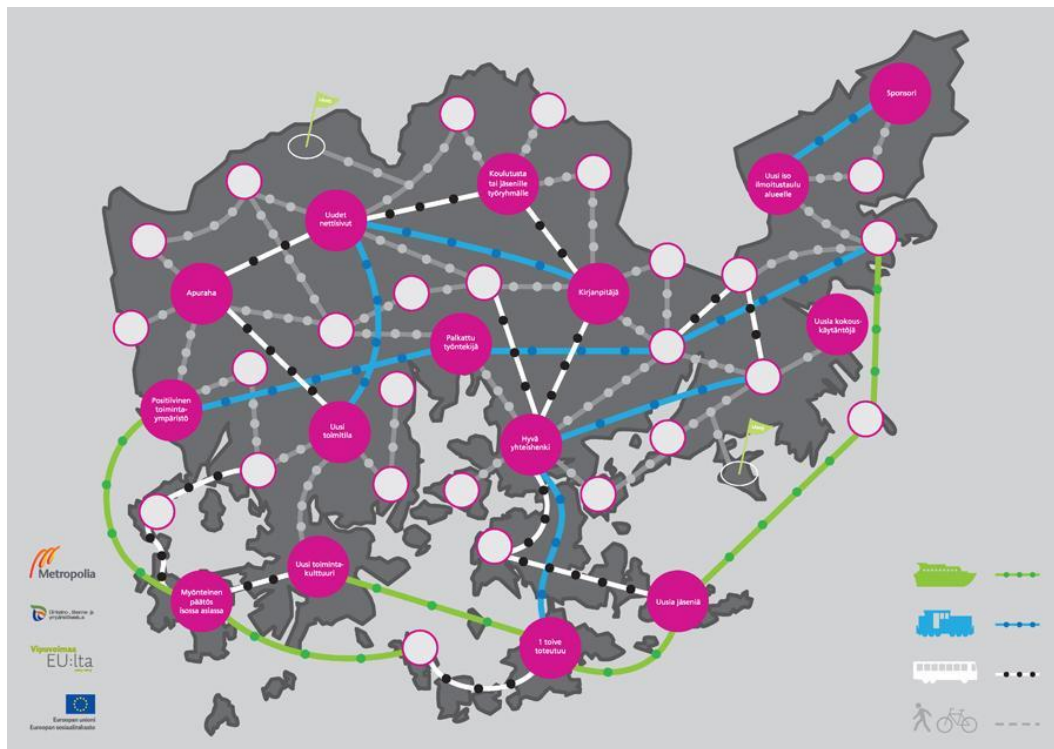 Sponsori
Koulutusta
tai jäsenille
työryhmälle
Uusi iso
ilmoitustaulu
alueelle
Uudet
nettisivut
Apuraha
Kirjanpitäjä
Uusia kokous-
käytäntöjä
Palkattu
työntekijä
Positiivinen
toiminta-
ympäristö
Uusi
toimitila
Hyvä
yhteishenki
Uusi toiminta-
kulttuuri
Myönteinen
päätös
isossa asiassa
Uusia jäseniä
1 toive
toteutuu
Metropolia
Vipuvoimaa
EU:lta
Euroopan unioni
Euroopan sosiaalirahasto